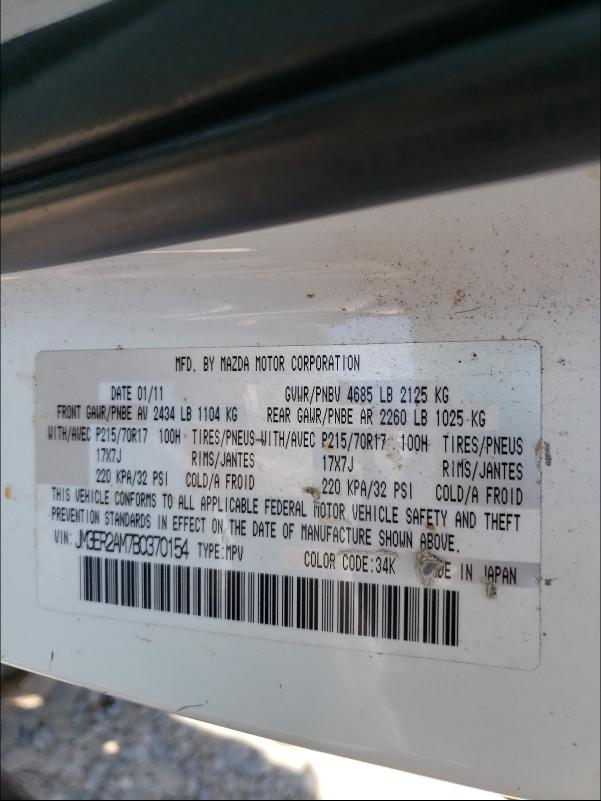 MFD. BY MAZDA MOTOR CORPORATION
DATE 01/11 GVWR/PNBV 4685 LB 2125 KG
FRONT GAWR/PNBE AV 2434 LB 1104 KG REAR GAWR/PNBE AR 2260 LB 1025 KG
WITH/AVEC P215/70R17 100H TIRES/PNEUS WITH/AVEC P215/70R17 100H TIRES/PNEUS
17X7J RIMS/JANTES 17X7J RIMS/JANTES
220 KPA/32 PSI COLD/A FROID 220 KPA/32 PSI COLD/A FROID
THIS VEHICLE CONFORMS TO ALL APPLICABLE FEDERAL MOTOR VEHICLE SAFETY AND THEFT
PREVENTION STANDARDS IN EFFECT ON THE DATE OF MANUFACTURE SHOWN ABOVE.
VIN: JM3ER2AM7B0370154 TYPE:MPV COLOR CODE:34K DE IN JAPAN